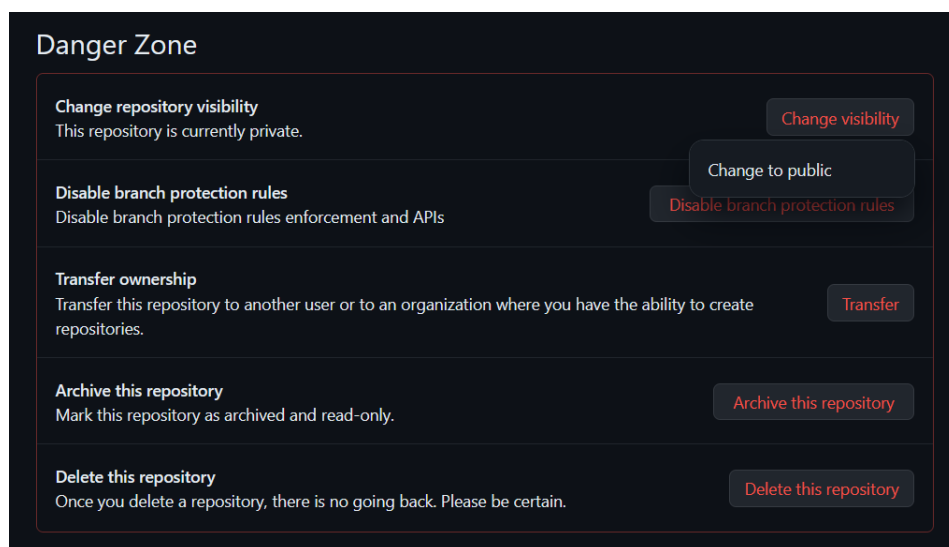 Danger Zone
Change repository visibility
This repository is currently private.
Change visibility
Change to public
Disable branch protection rules
Disable branch protection rules enforcement and APIs
Disable branch protection rules
Transfer ownership
Transfer this repository to another user or to an organization where you have the ability to create
repositories.
Transfer
Archive this repository
Mark this repository as archived and read-only.
Archive this repository
Delete this repository
Once you delete a repository, there is no going back. Please be certain.
Delete this repository